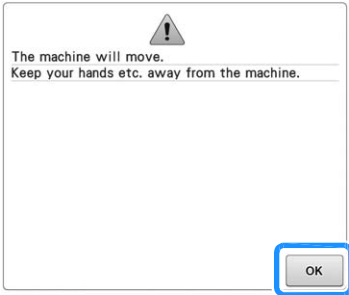 The machine will move.
Keep your hands etc. away from the machine.
OK